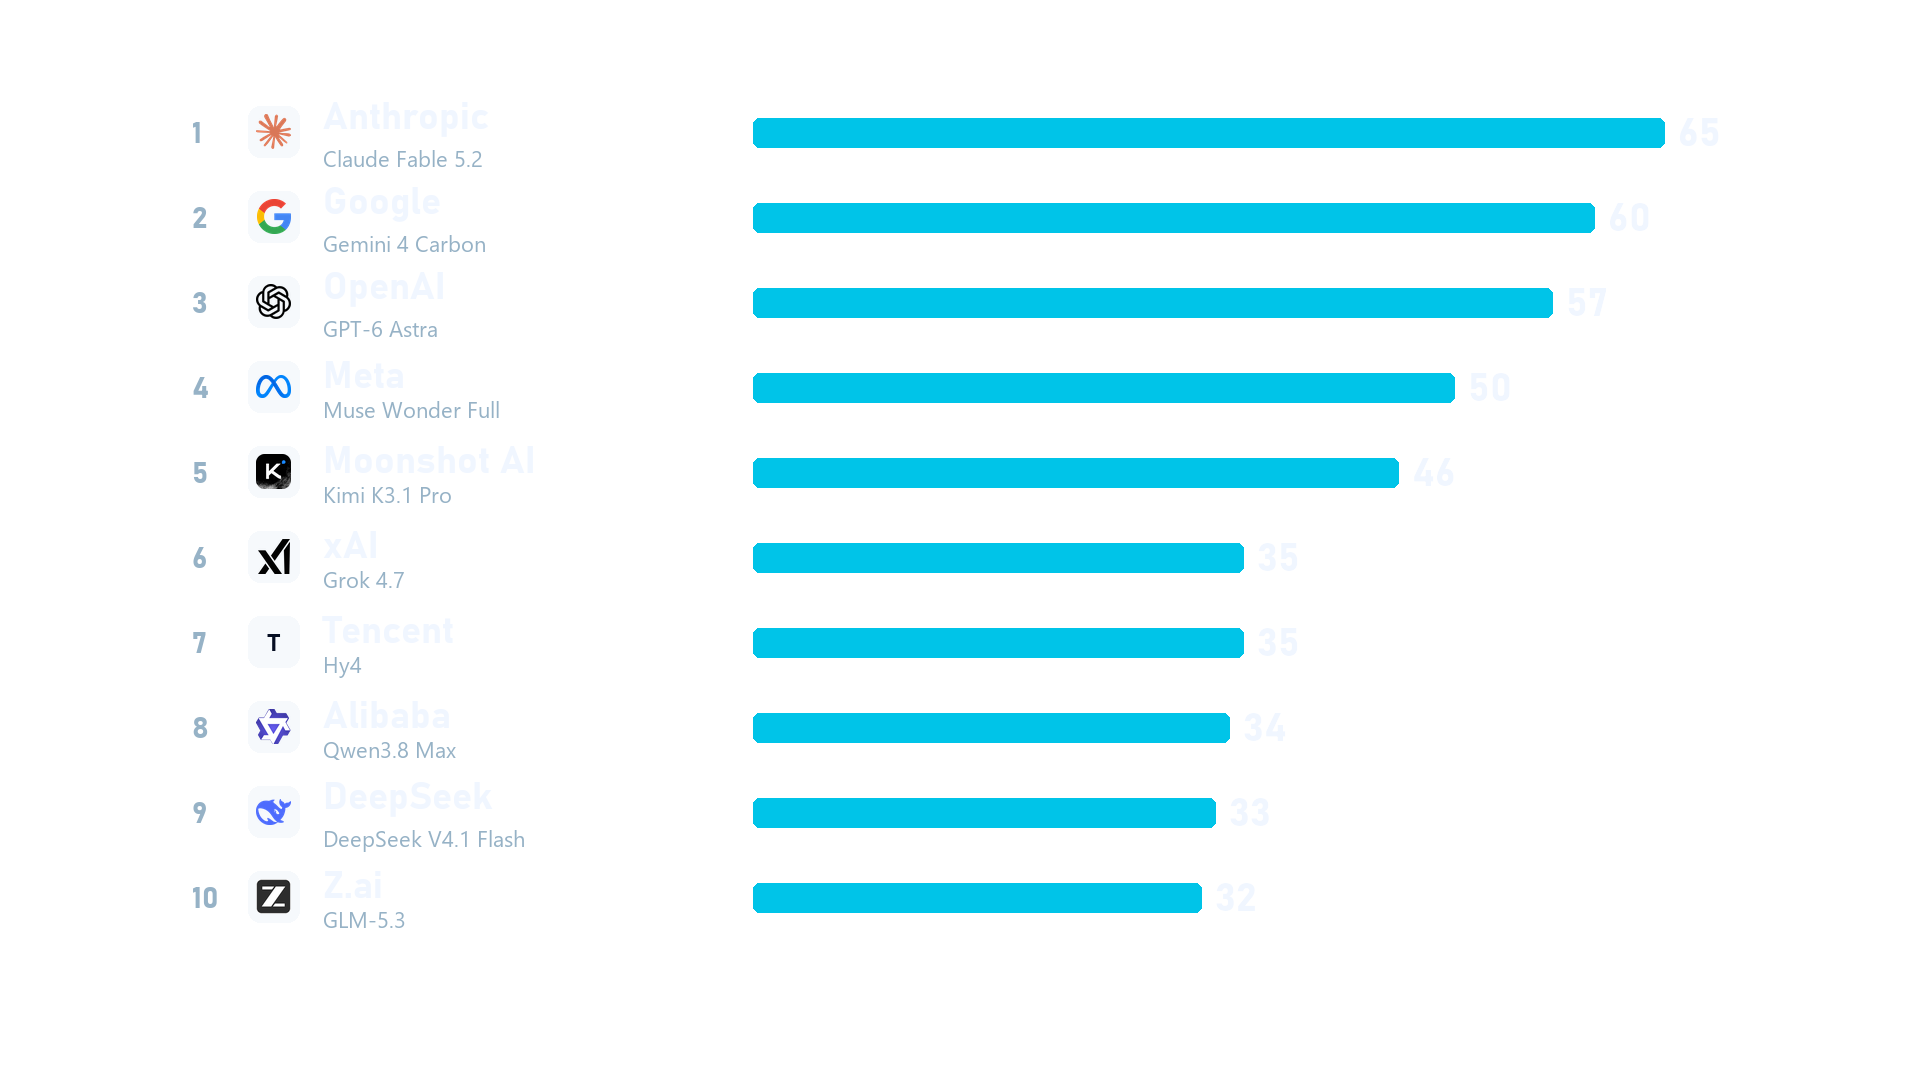 1
Anthropic
Claude Fable 5.2
65
2
Google
Gemini 4 Carbon
60
3
OpenAI
GPT-6 Astra
57
4
Meta
Muse Wonder Full
50
5
Moonshot AI
Kimi K3.1 Pro
46
6
xAI
Grok 4.7
35
7
T
Tencent
Hy4
35
8
Alibaba
Qwen3.8 Max
34
9
DeepSeek
DeepSeek V4.1 Flash
33
10
Z.ai
GLM-5.3
32